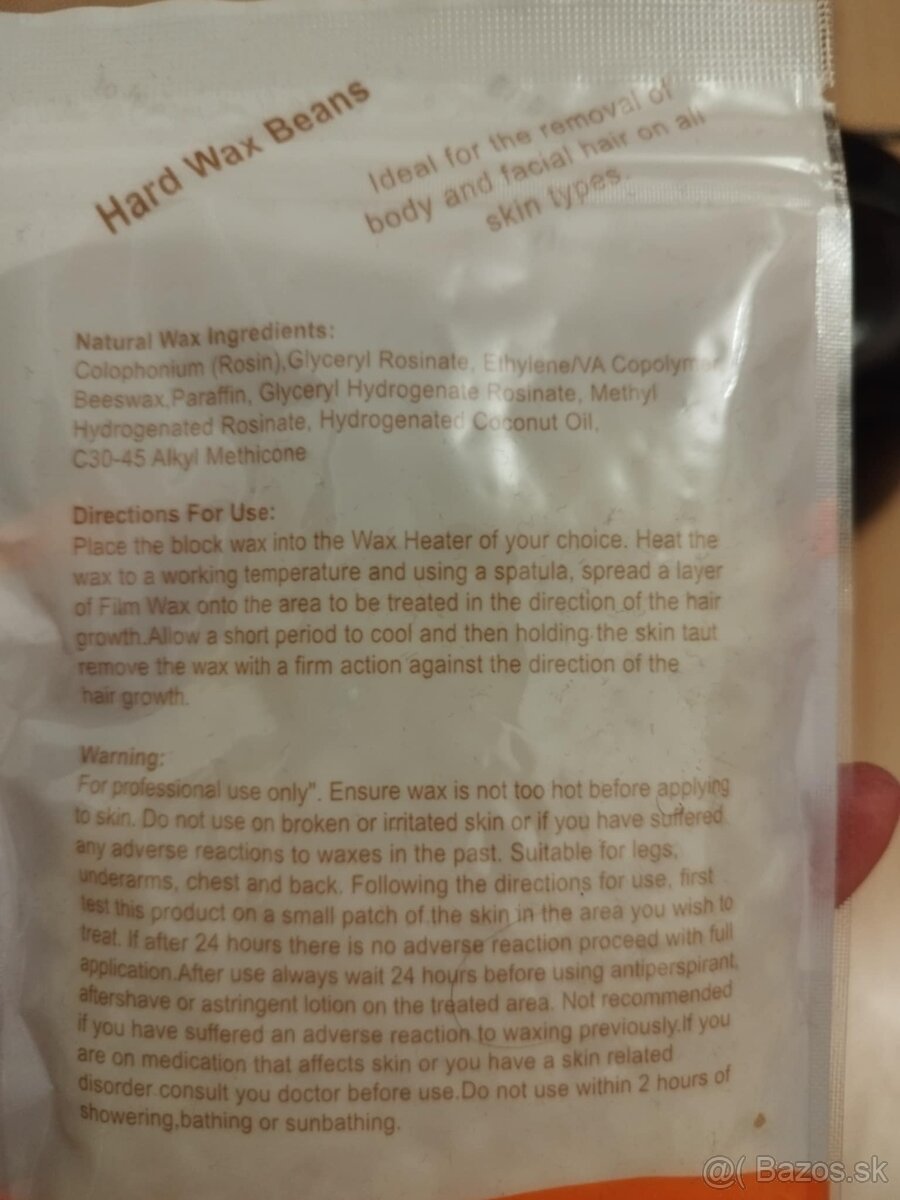 Hard Wax Beans
Ideal for the removal of
body and facial hair on all
skin types.
Natural Wax Ingredients:
Colophonium (Rosin),Glyceryl Rosinate, Ethylene/VA Copolymer
Beeswax,Paraffin, Glyceryl Hydrogenate Rosinate, Methyl
Hydrogenated Rosinate, Hydrogenated Coconut Oil,
C30-45 Alkyl Methicone
Directions For Use:
Place the block wax into the Wax Heater of your choice. Heat the
wax to a working temperature and using a spatula, spread a layer
of Film Wax onto the area to be treated in the direction of the hair
growth.Allow a short period to cool and then holding the skin taut
remove the wax with a firm action against the direction of the
hair growth.
Warning:
For professional use only". Ensure wax is not too hot before applying
to skin. Do not use on broken or irritated skin or if you have suffered
any adverse reactions to waxes in the past. Suitable for legs,
underarms, chest and back. Following the directions for use, first
test this product on a small patch of the skin in the area you wish to
treat. If after 24 hours there is no adverse reaction proceed with full
application.After use always wait 24 hours before using antiperspirant,
aftershave or astringent lotion on the treated area. Not recommended
if you have suffered an adverse reaction to waxing previously.If you
are on medication that affects skin or you have a skin related
disorder consult you doctor before use.Do not use within 2 hours of
showering,bathing or sunbathing.
@( Bazos.sk